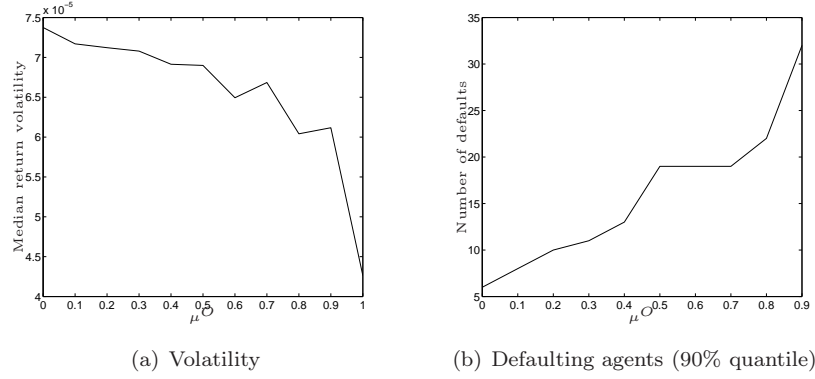 x 10⁻⁵
7.5
7
6.5
6
5.5
5
4.5
4
Median return volatility
0 0.1 0.2 0.3 0.4 0.5 0.6 0.7 0.8 0.9 1
μᴼ
(a) Volatility
35
30
25
20
15
10
5
Number of defaults
0 0.1 0.2 0.3 0.4 0.5 0.6 0.7 0.8 0.9
μᴼ
(b) Defaulting agents (90% quantile)